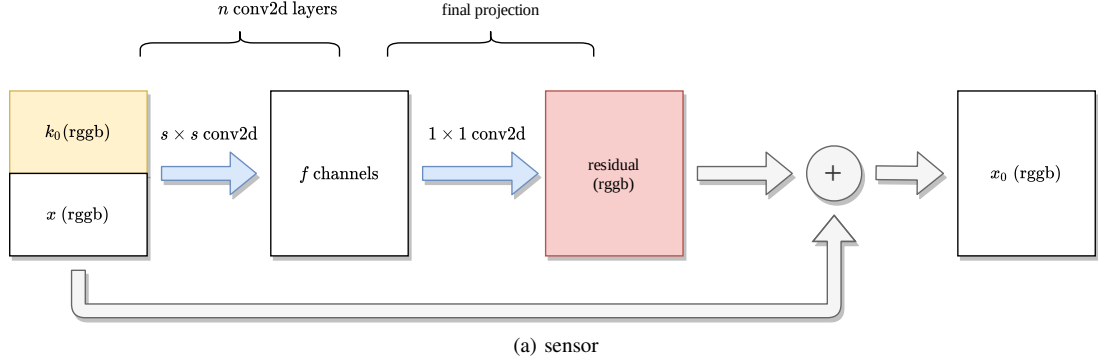 n conv2d layers
final projection
k₀(rggb)
x (rggb)
s × s conv2d
f channels
1 × 1 conv2d
residual
(rggb)
+
x₀ (rggb)
(a) sensor